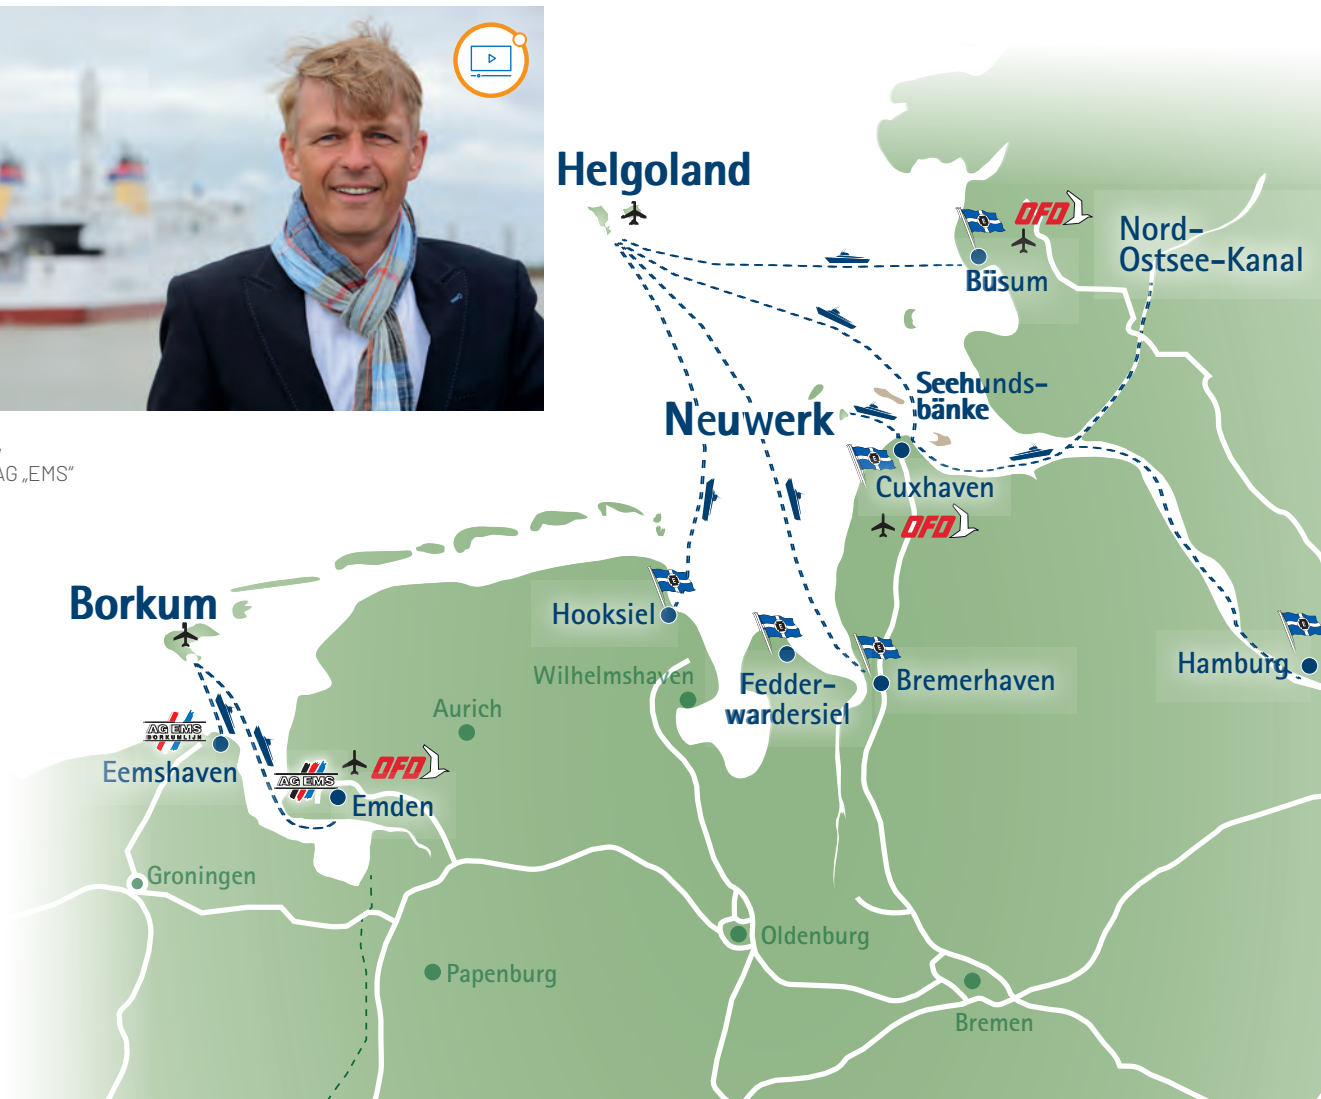 AG „EMS"
Helgoland
OFD
Nord-
Ostsee-Kanal
Büsum
Seehunds-
bänke
Neuwerk
E
Cuxhaven
OFD
Borkum
Hooksiel
E
Wilhelmshaven
Fedder-
wardersiel
E
Bremerhaven
Hamburg
Aurich
AG EMS
BORKUMLIJN
Eemshaven
AG EMS
OFD
Emden
Groningen
Oldenburg
Papenburg
Bremen